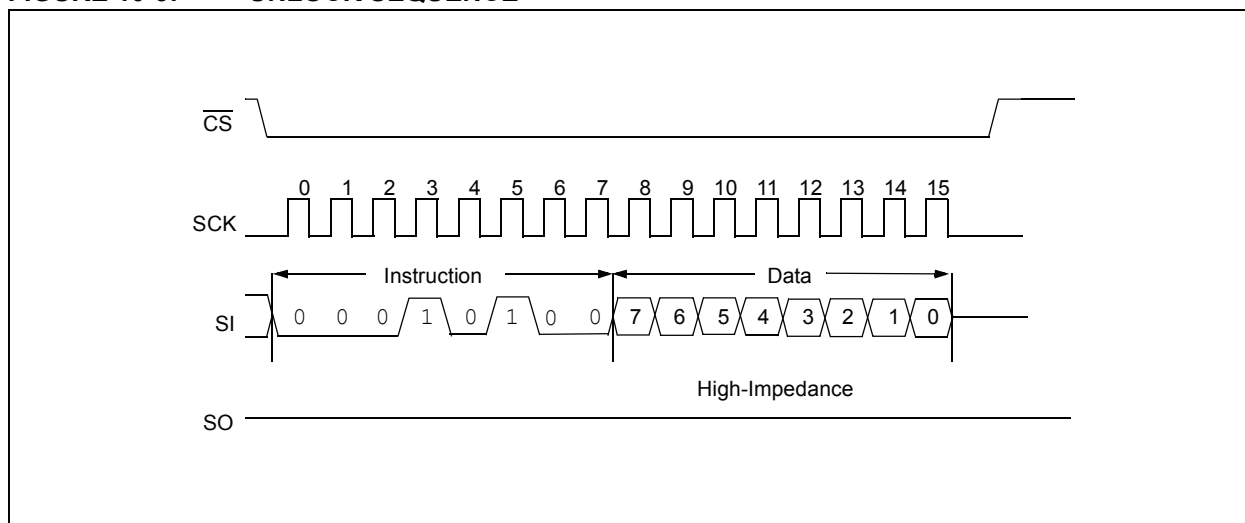 CS
0 1 2 3 4 5 6 7 8 9 10 11 12 13 14 15
SCK
Instruction Data
SI 0 0 0 1 0 1 0 0 7 6 5 4 3 2 1 0
High-Impedance
SO